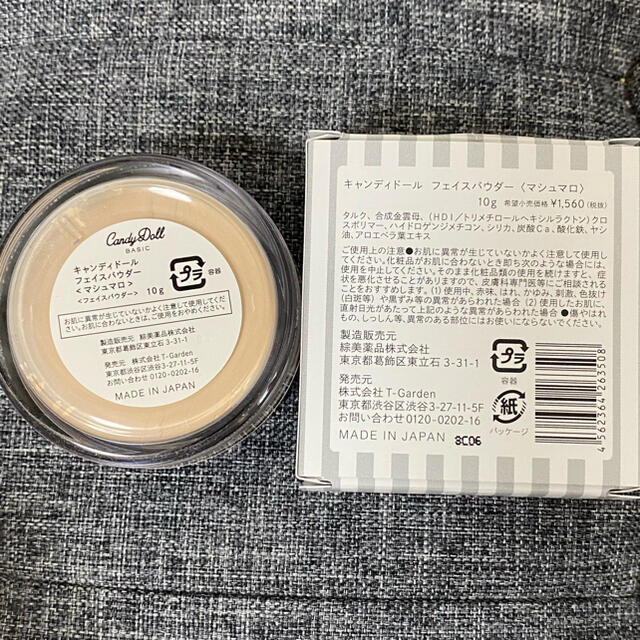 Candy Doll
BASIC
キャンディドール
フェイスパウダー
<マシュマロ>
<フェイスパウダー> 10g
プラ
容器
お肌に異常が生じていないかよく注意して使用してくだ
さい。お肌に合わないときは、ご使用をおやめください。
製造販売元
綜美薬品株式会社
東京都葛飾区東立石 3-31-1
発売元
株式会社 T-Garden
東京都渋谷区渋谷3-27-11-5F
お問い合わせ 0120-0202-16
MADE IN JAPAN
キャンディドール フェイスパウダー〈マシュマロ〉
10g 希望小売価格 ¥1,560(税抜)
タルク、合成金雲母、(HDI/トリメチロールヘキシルラクトン)クロ
スポリマー、ハイドロゲンジメチコン、シリカ、炭酸Ca、酸化鉄、ヤシ
油、アロエベラ葉エキス
ご使用上の注意●お肌に異常が生じていないかよく注意して使用し
てください。化粧品がお肌に合わないとき即ち次のような場合には、
使用を中止してください。そのまま化粧品類の使用を続けますと、症
状を悪化させることがありますので、皮膚科専門医等にご相談される
ことをおすすめします。(1)使用中、赤味、はれ、かゆみ、刺激、色抜け
(白斑等)や黒ずみ等の異常があらわれた場合 (2)使用したお肌に、
直射日光があたって上記のような異常があらわれた場合 ●傷やはれ
もの、しっしん等、異常のある部位にはお使いにならないでください。
製造販売元
綜美薬品株式会社
東京都葛飾区東立石 3-31-1
発売元
株式会社 T-Garden
東京都渋谷区渋谷3-27-11-5F
お問い合わせ 0120-0202-16
MADE IN JAPAN 8C06
プラ
容器
紙
パッケージ
4562364263508